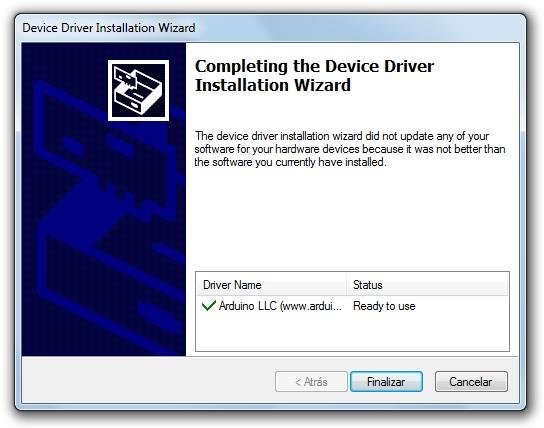 Device Driver Installation Wizard
Completing the Device Driver
Installation Wizard
The device driver installation wizard did not update any of your
software for your hardware devices because it was not better than
the software you currently have installed.
Driver Name Status
Arduino LLC (www.ardui... Ready to use
< Atrás Finalizar Cancelar